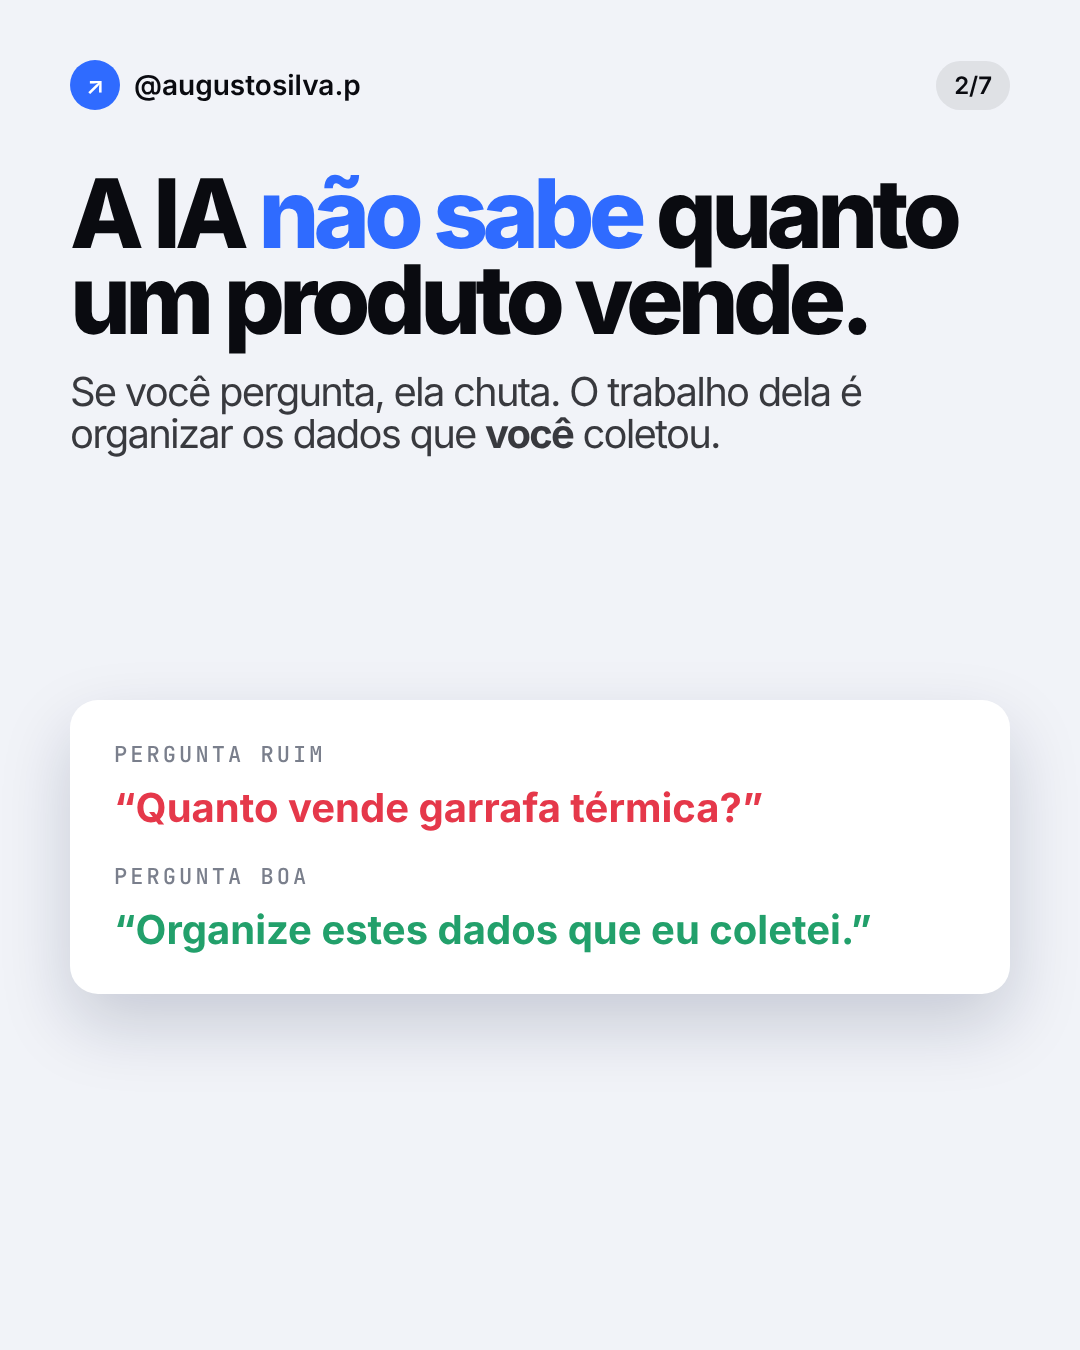 @augustosilva.p
2/7
A IA não sabe quanto
um produto vende.
Se você pergunta, ela chuta. O trabalho dela é
organizar os dados que você coletou.
PERGUNTA RUIM
“Quanto vende garrafa térmica?”
PERGUNTA BOA
“Organize estes dados que eu coletei.”